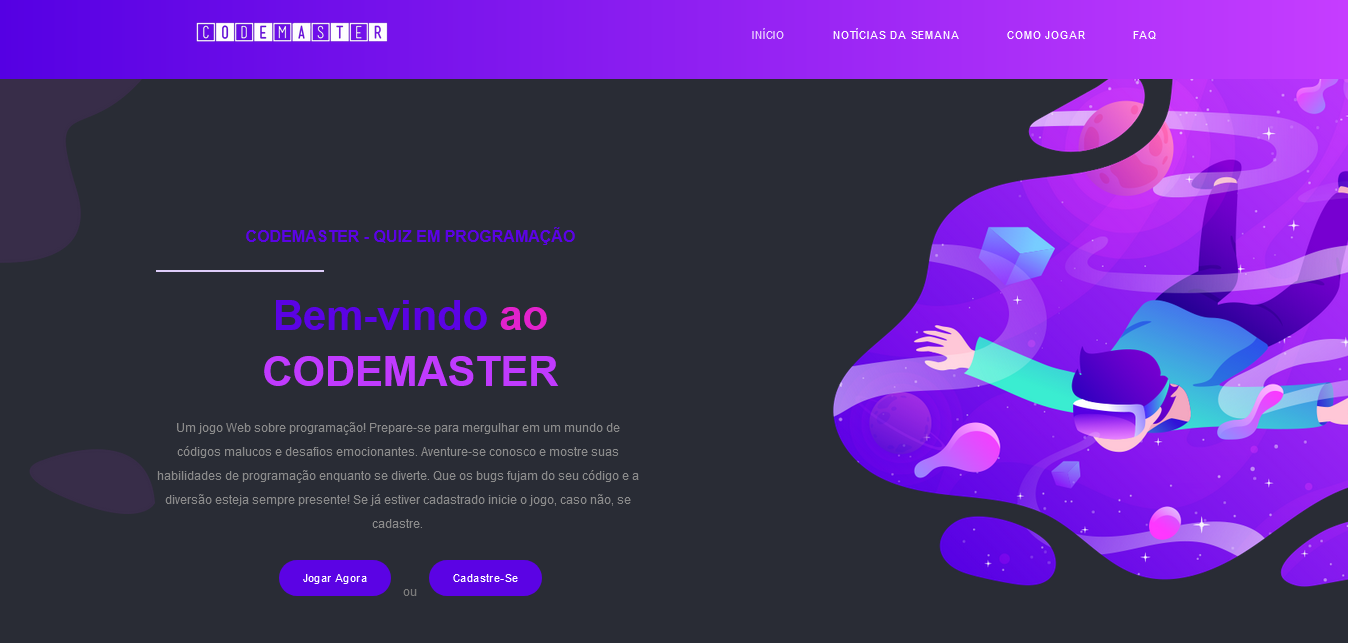 CODEMASTER
INÍCIO NOTÍCIAS DA SEMANA COMO JOGAR FAQ
CODEMASTER - QUIZ EM PROGRAMAÇÃO
Bem-vindo ao
CODEMASTER
Um jogo Web sobre programação! Prepare-se para mergulhar em um mundo de
códigos malucos e desafios emocionantes. Aventure-se conosco e mostre suas
habilidades de programação enquanto se diverte. Que os bugs fujam do seu código e a
diversão esteja sempre presente! Se já estiver cadastrado inicie o jogo, caso não, se
cadastre.
Jogar Agora ou Cadastre-Se